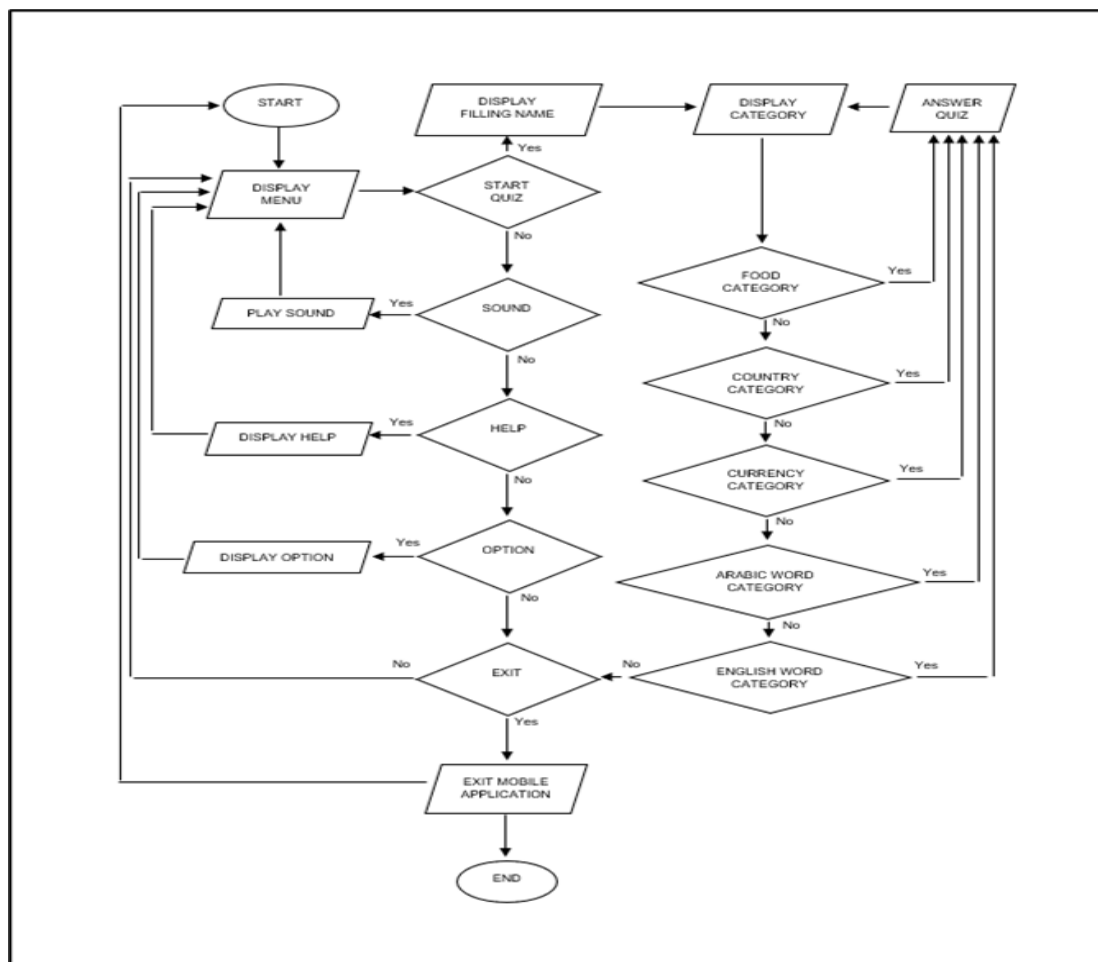 START
DISPLAY
FILLING NAME
DISPLAY
CATEGORY
ANSWER
QUIZ
Yes
DISPLAY
MENU
START
QUIZ
No
FOOD
CATEGORY
Yes
PLAY SOUND
Yes
SOUND
No
No
COUNTRY
CATEGORY
Yes
DISPLAY HELP
Yes
HELP
No
No
CURRENCY
CATEGORY
Yes
No
DISPLAY OPTION
Yes
OPTION
No
ARABIC WORD
CATEGORY
Yes
No
No
EXIT
Yes
No
ENGLISH WORD
CATEGORY
Yes
EXIT MOBILE
APPLICATION
END